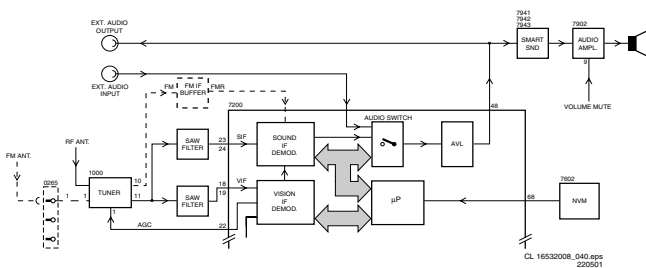 EXT. AUDIO
OUTPUT
7941
7942
7943
7902
SMART
SND
AUDIO
AMPL.
9
VOLUME MUTE
EXT. AUDIO
INPUT
FM
FM IF
BUFFER
FMR
7200
48
AUDIO SWITCH
RF ANT.
FM ANT.
1000
SAW
FILTER
23
24
SIF
SOUND
IF
DEMOD.
AVL
0265
1
1
TUNER
10
11
1
SAW
FILTER
18
19
VIF
VISION
IF
DEMOD.
µP
68
7602
NVM
AGC
22
CL 16532008_040.eps
220501